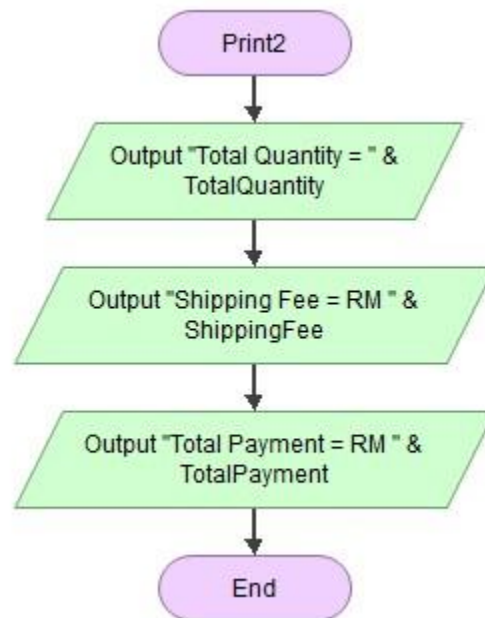 Print2
Output "Total Quantity = " &
TotalQuantity
Output "Shipping Fee = RM " &
ShippingFee
Output "Total Payment = RM " &
TotalPayment
End